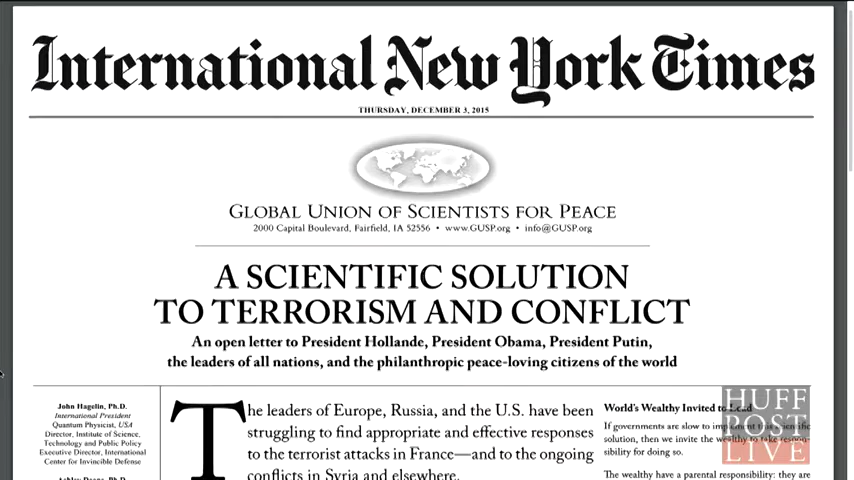 International New York Times
THURSDAY, DECEMBER 3, 2015
GLOBAL UNION OF SCIENTISTS FOR PEACE
2000 Capital Boulevard, Fairfield, IA 52556 • www.GUSP.org • info@GUSP.org
A SCIENTIFIC SOLUTION
TO TERRORISM AND CONFLICT
An open letter to President Hollande, President Obama, President Putin,
the leaders of all nations, and the philanthropic peace-loving citizens of the world
John Hagelin, Ph.D.
International President
Quantum Physicist, USA
Director, Institute of Science,
Technology and Public Policy
Executive Director, International
Center for Invincible Defense
The leaders of Europe, Russia, and the U.S. have been
struggling to find appropriate and effective responses
to the terrorist attacks in France—and to the ongoing
conflicts in Syria and elsewhere.
World's Wealthy Invited to Lead
If governments are slow to implement this scientific
solution, then we invite the wealthy to take respon-
sibility for doing so.
The wealthy have a parental responsibility: they are
HUFF
POST
LIVE